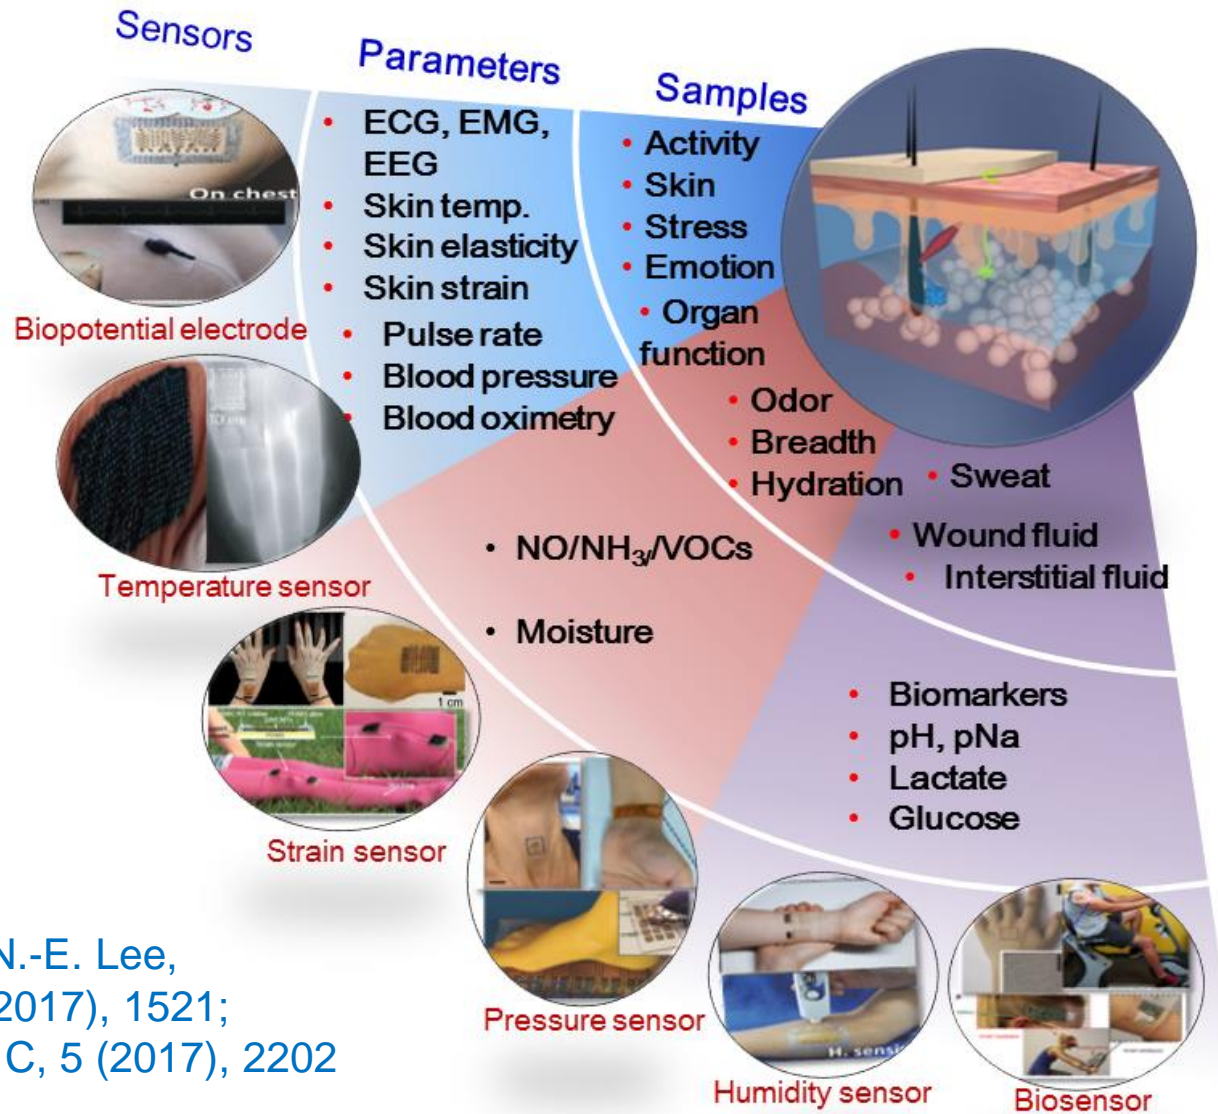 Sensors
Parameters
Samples
• ECG, EMG,
EEG
• Skin temp.
• Skin elasticity
• Skin strain
• Pulse rate
• Blood pressure
• Blood oximetry
• Activity
• Skin
• Stress
• Emotion
• Organ
function
• Odor
• Breadth
• Hydration
• Sweat
• Wound fluid
• Interstitial fluid
• NO/NH3/VOCs
• Moisture
• Biomarkers
• pH, pNa
• Lactate
• Glucose
On chest
Biopotential electrode
10 cm
Temperature sensor
1 cm
Strain sensor
Pressure sensor
H. sensi
Humidity sensor
Biosensor
N.-E. Lee,
2017), 1521;
C, 5 (2017), 2202